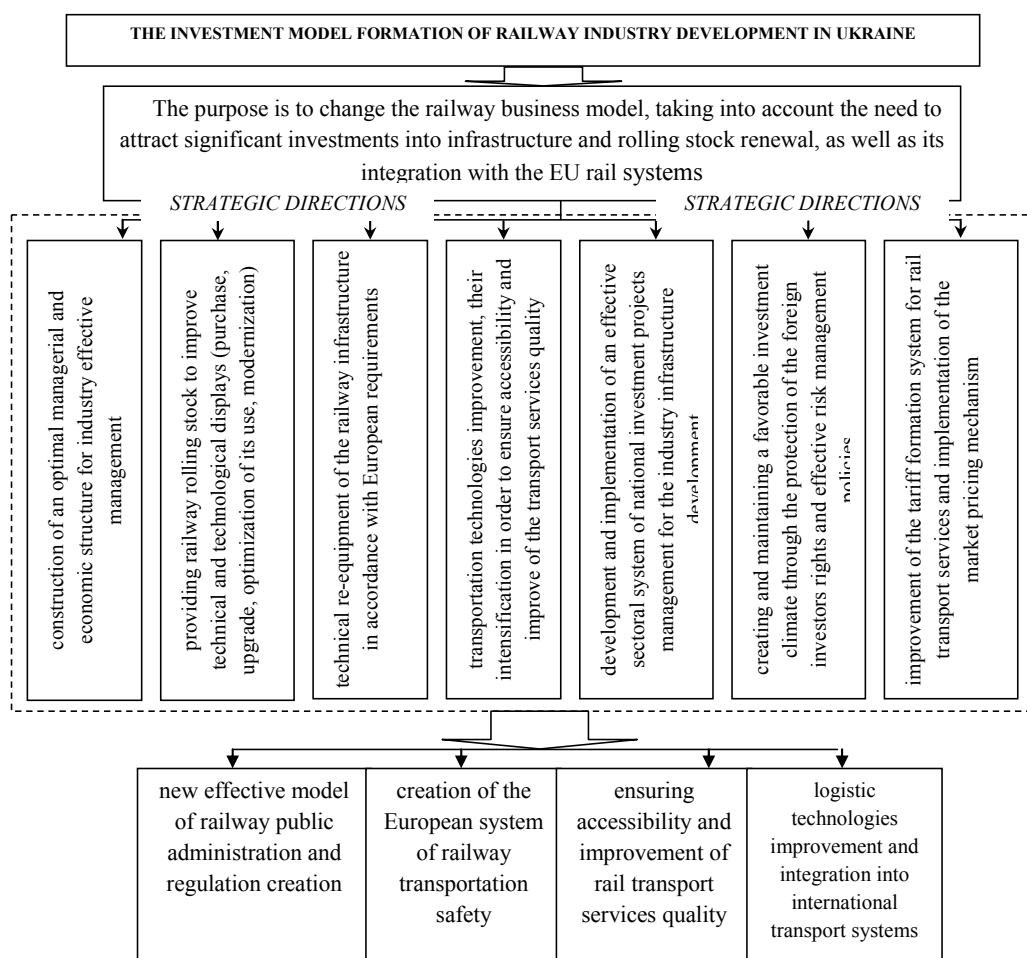 THE INVESTMENT MODEL FORMATION OF RAILWAY INDUSTRY DEVELOPMENT IN UKRAINE
The purpose is to change the railway business model, taking into account the need to
attract significant investments into infrastructure and rolling stock renewal, as well as its
integration with the EU rail systems
STRATEGIC DIRECTIONS
STRATEGIC DIRECTIONS
construction of an optimal managerial and
economic structure for industry effective
management
providing railway rolling stock to improve
technical and technological displays (purchase,
upgrade, optimization of its use, modernization)
technical re-equipment of the railway infrastructure
in accordance with European requirements
transportation technologies improvement, their
intensification in order to ensure accessibility and
improve of the transport services quality
development and implementation of an effective
sectoral system of national investment projects
management for the industry infrastructure
development
creating and maintaining a favorable investment
climate through the protection of the foreign
investors rights and effective risk management
policies
improvement of the tariff formation system for rail
transport services and implementation of the
market pricing mechanism
new effective model
of railway public
administration and
regulation creation
creation of the
European system
of railway
transportation
safety
ensuring
accessibility and
improvement of
rail transport
services quality
logistic
technologies
improvement and
integration into
international
transport systems